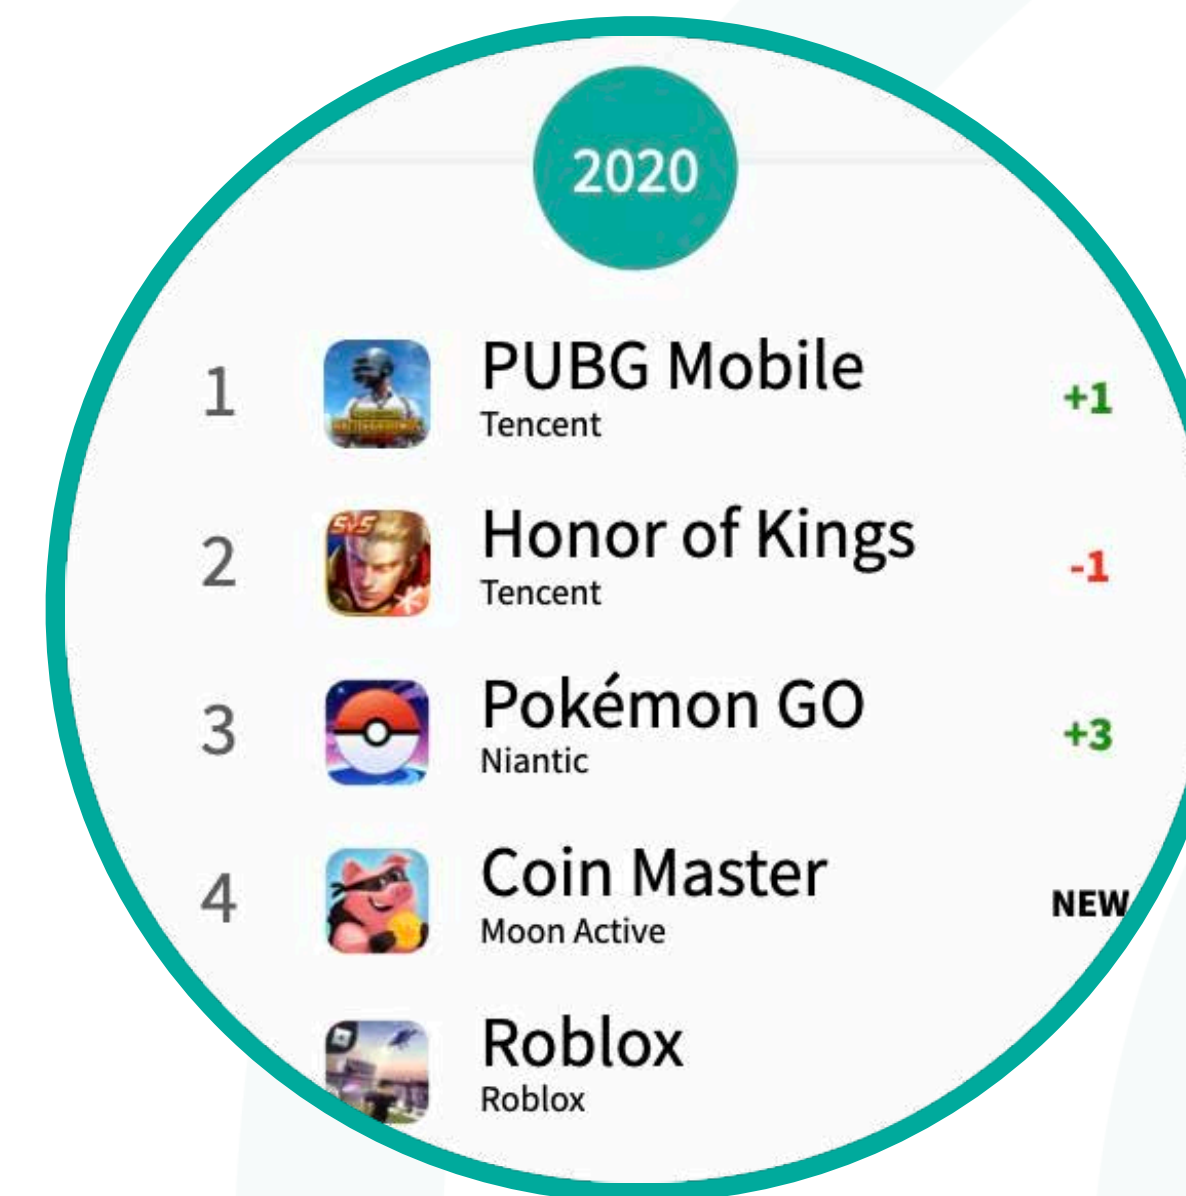 2020
1
PUBG Mobile
Tencent
+1
2
5v5
Honor of Kings
Tencent
-1
3
Pokémon GO
Niantic
+3
4
Coin Master
Moon Active
NEW
Roblox
Roblox